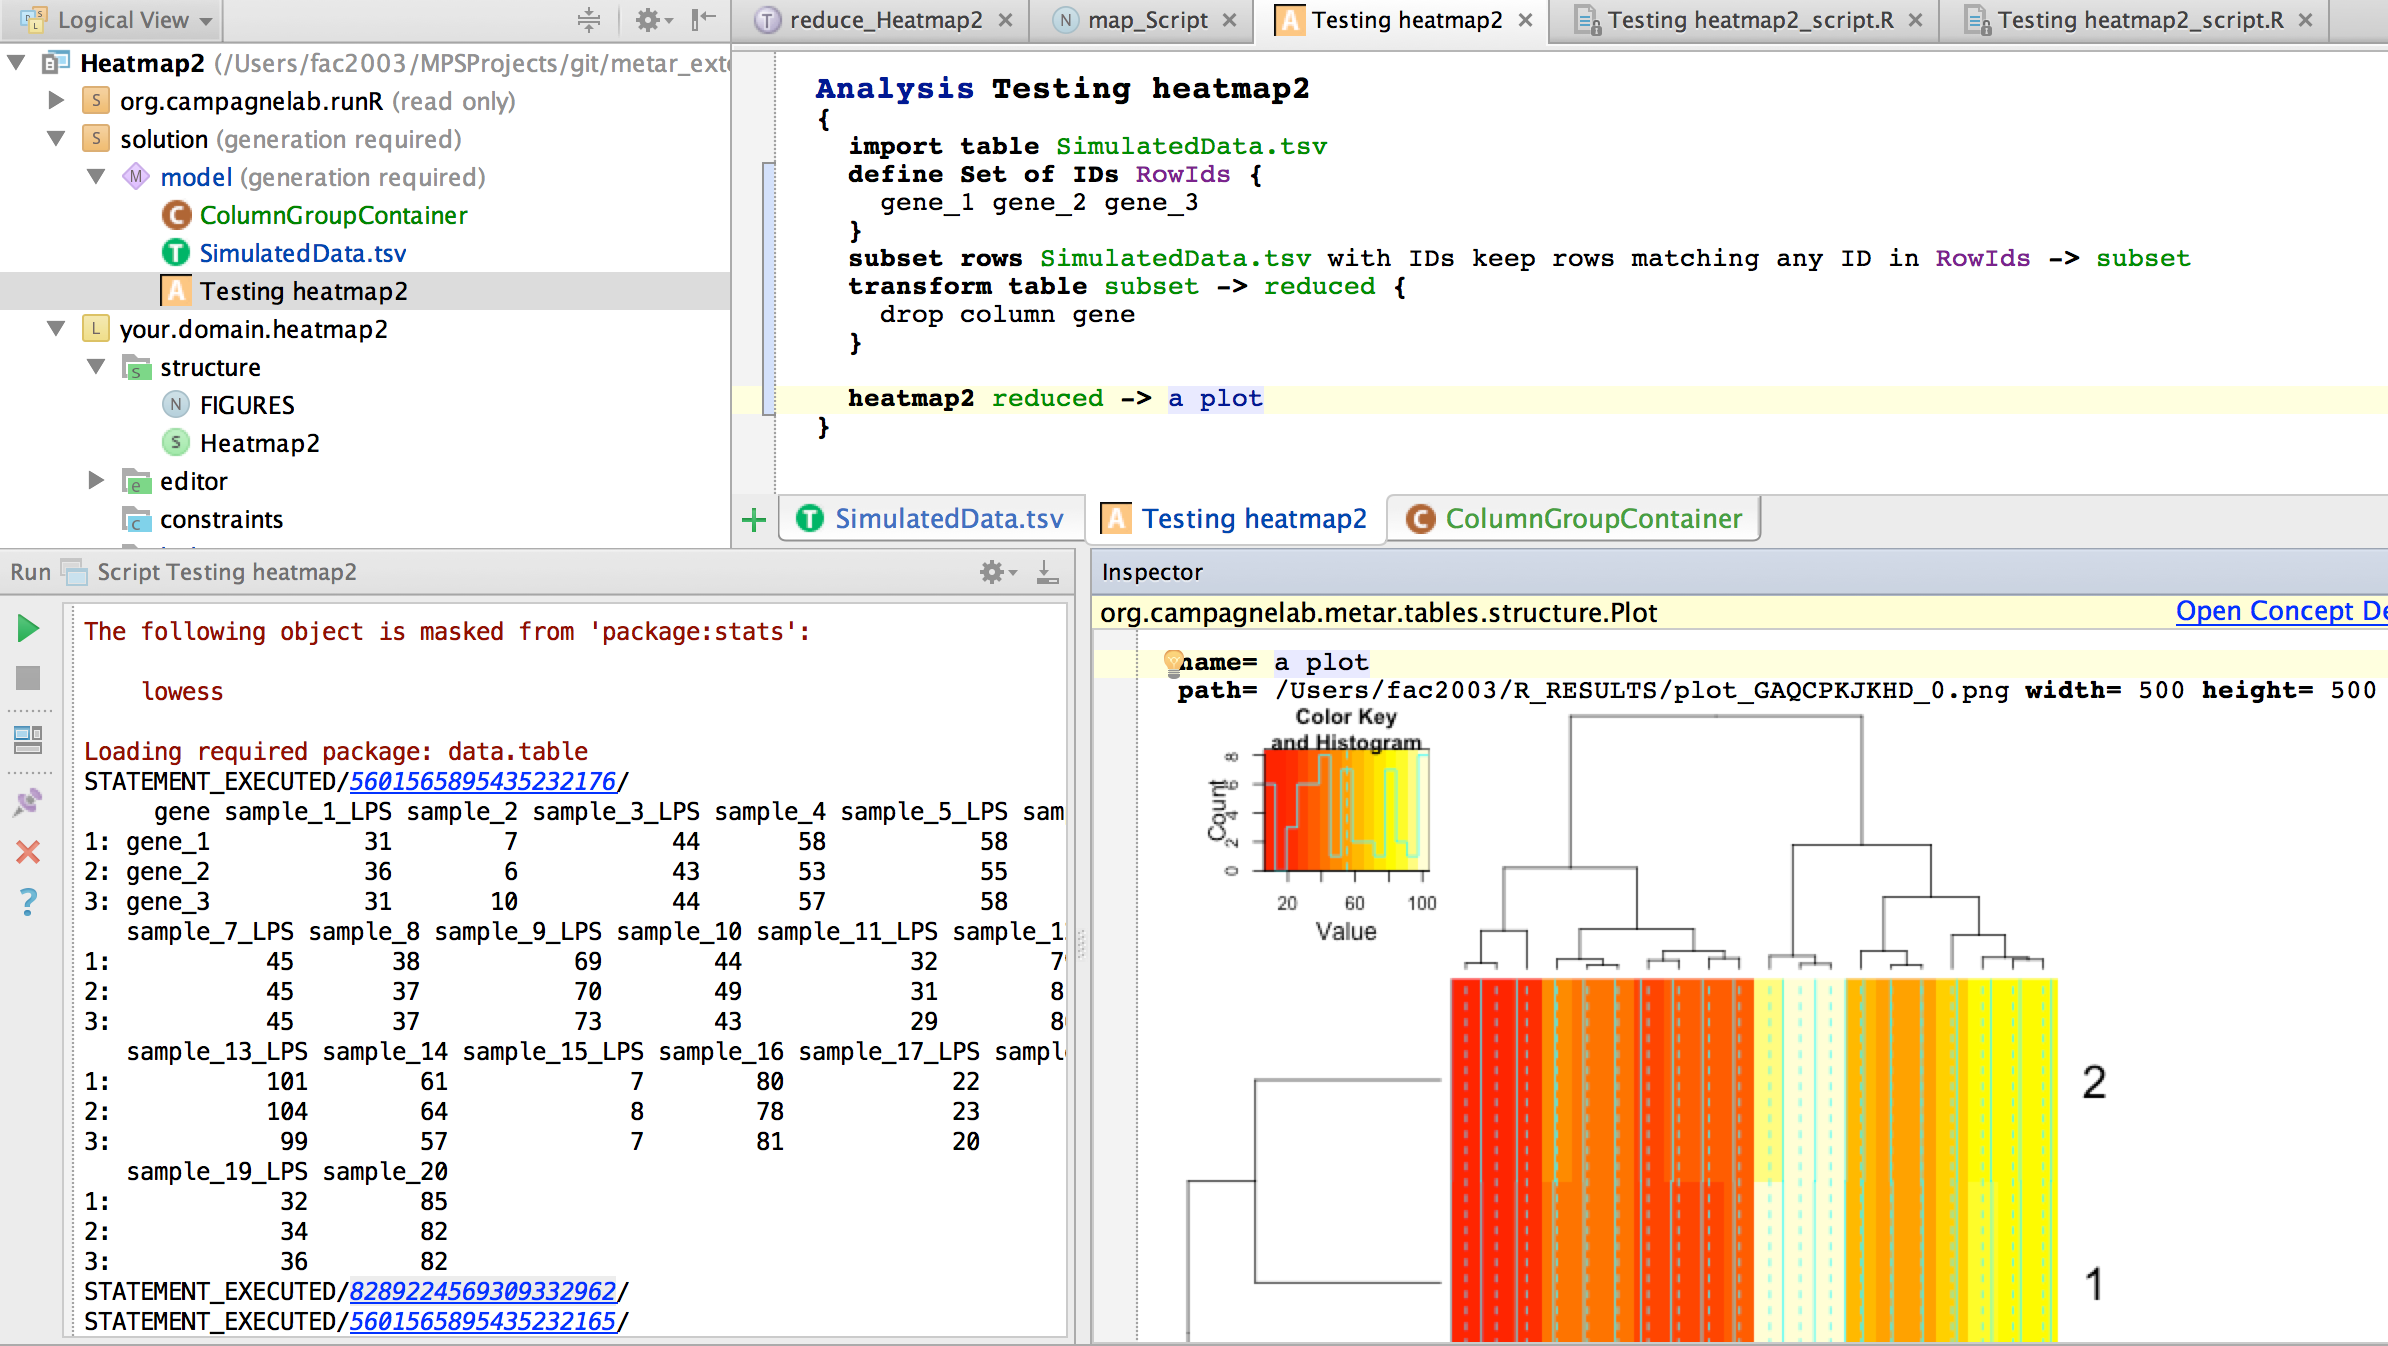 Logical View
reduce_Heatmap2
map_Script
Testing heatmap2
Testing heatmap2_script.R
Testing heatmap2_script.R
Heatmap2 (/Users/fac2003/MPSProjects/git/metar_ext
org.campagnelab.runR (read only)
solution (generation required)
model (generation required)
ColumnGroupContainer
SimulatedData.tsv
Testing heatmap2
your.domain.heatmap2
structure
FIGURES
Heatmap2
editor
constraints
Analysis Testing heatmap2
{
import table SimulatedData.tsv
define Set of IDs RowIds {
gene_1 gene_2 gene_3
}
subset rows SimulatedData.tsv with IDs keep rows matching any ID in RowIds -> subset
transform table subset -> reduced {
drop column gene
}
heatmap2 reduced -> a plot
}
SimulatedData.tsv
Testing heatmap2
ColumnGroupContainer
Run Script Testing heatmap2
The following object is masked from 'package:stats':
lowess
Loading required package: data.table
STATEMENT_EXECUTED/5601565895435232176/
gene sample_1_LPS sample_2 sample_3_LPS sample_4 sample_5_LPS sam
1: gene_1 31 7 44 58 58
2: gene_2 36 6 43 53 55
3: gene_3 31 10 44 57 58
sample_7_LPS sample_8 sample_9_LPS sample_10 sample_11_LPS sample_1
1: 45 38 69 44 32 7
2: 45 37 70 49 31 8
3: 45 37 73 43 29 8
sample_13_LPS sample_14 sample_15_LPS sample_16 sample_17_LPS sampl
1: 101 61 7 80 22
2: 104 64 8 78 23
3: 99 57 7 81 20
sample_19_LPS sample_20
1: 32 85
2: 34 82
3: 36 82
STATEMENT_EXECUTED/8289224569309332962/
STATEMENT_EXECUTED/5601565895435232165/
Inspector
org.campagnelab.metar.tables.structure.Plot
Open Concept De
name= a plot
path= /Users/fac2003/R_RESULTS/plot_GAQCPKJKHD_0.png width= 500 height= 500
Color Key
and Histogram
Count
0 2 4 6 8
20 60 100
Value
2
1